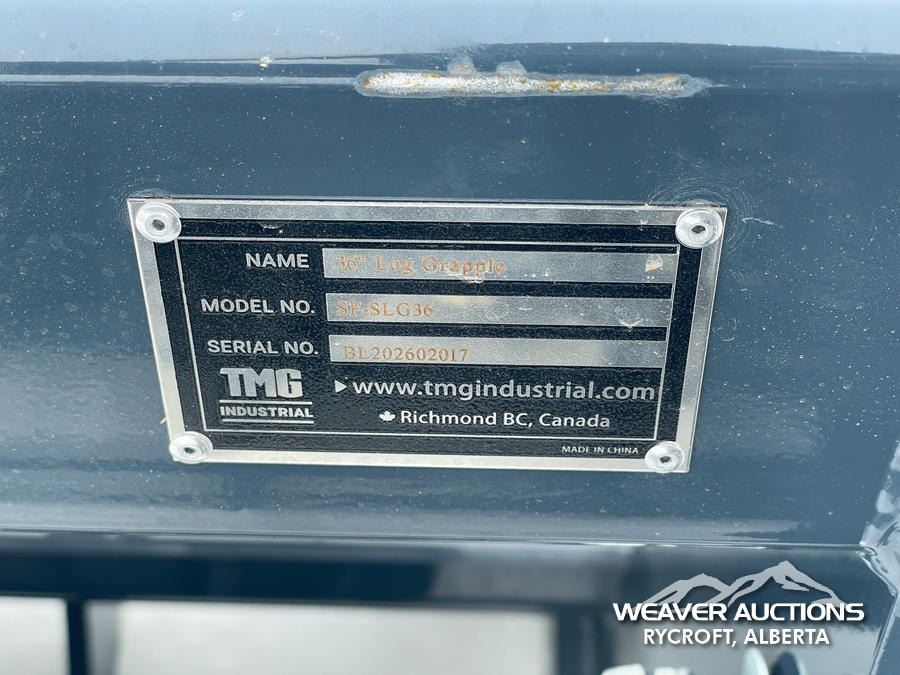 NAME 36" Log Grapple
MODEL NO. SP-SLG36
SERIAL NO. BL202602017
TMG
INDUSTRIAL
www.tmgindustrial.com
Richmond BC, Canada
MADE IN CHINA
WEAVER AUCTIONS
RYCROFT, ALBERTA